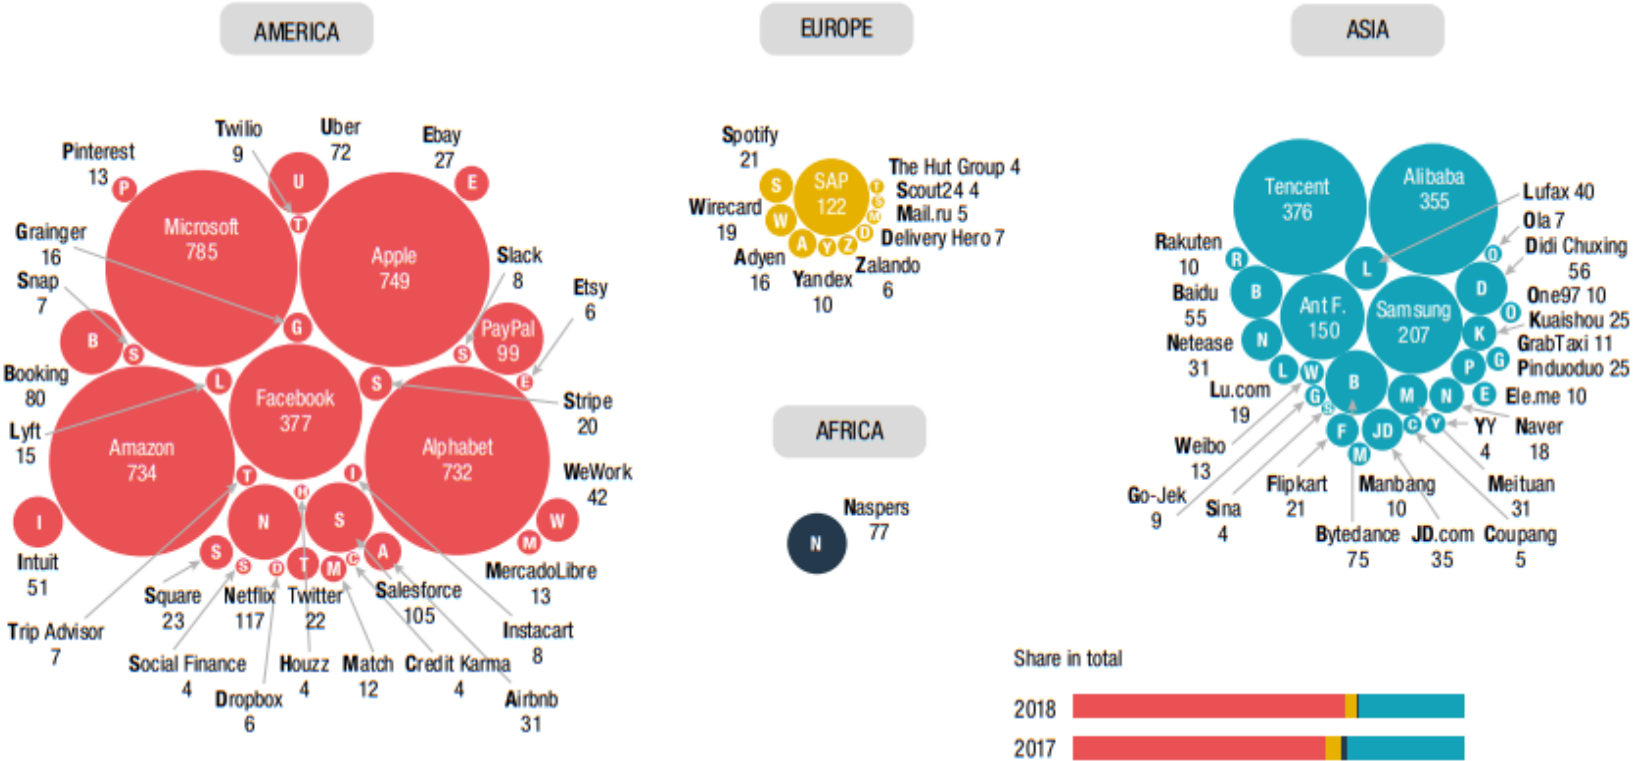 AMERICA
EUROPE
ASIA
Twilio
9
Uber
72
Ebay
27
Pinterest
13
P
U
E
T
Microsoft
785
Apple
749
Grainger
16
Snap
7
Slack
8
Etsy
6
G
B
S
S
PayPal
99
E
Booking
80
L
S
Facebook
377
Stripe
20
Lyft
15
Amazon
734
Alphabet
732
WeWork
42
T
I
H
I
N
S
W
S
S
D
T
M
C
A
M
Intuit
51
MercadoLibre
13
Square
23
Netflix
117
Twitter
22
Salesforce
105
Trip Advisor
7
Instacart
8
Social Finance
4
Houzz
4
Match
12
Credit Karma
4
Dropbox
6
Airbnb
31
Spotify
21
SAP
122
The Hut Group 4
Scout24 4
Mail.ru 5
Delivery Hero 7
Wirecard
19
S
W
A
Y
Z
D
M
S
T
Adyen
16
Yandex
10
Zalando
6
AFRICA
Naspers
77
N
Tencent
376
Alibaba
355
Lufax 40
Ola 7
Didi Chuxing
56
One97 10
Kuaishou 25
GrabTaxi 11
Pinduoduo 25
Ele.me 10
Rakuten
10
Baidu
55
Netease
31
R
L
O
B
D
Ant F.
150
Samsung
207
O
N
K
G
P
L
W
B
M
N
E
G
S
F
JD
C
Y
M
Lu.com
19
Weibo
13
YY
4
Naver
18
Go-Jek
9
Sina
4
Flipkart
21
Manbang
10
Meituan
31
Bytedance
75
JD.com
35
Coupang
5
Share in total
2018
2017